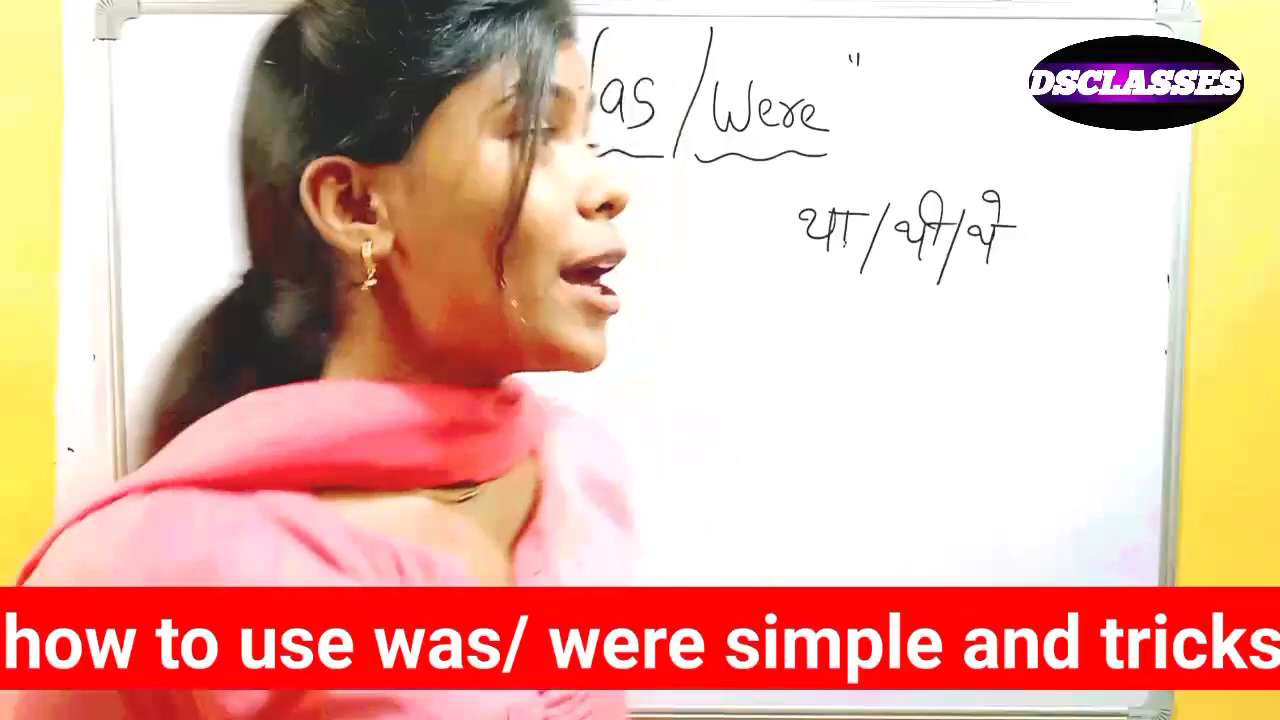 as/Were"
DSCLASSES
था/थी/थे
how to use was/ were simple and tricks